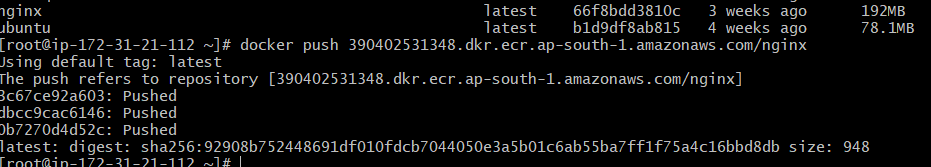 nginx latest 66f8bdd3810c 3 weeks ago 192MB
ubuntu latest b1d9df8ab815 4 weeks ago 78.1MB
[root@ip-172-31-21-112 ~]# docker push 390402531348.dkr.ecr.ap-south-1.amazonaws.com/nginx
Using default tag: latest
The push refers to repository [390402531348.dkr.ecr.ap-south-1.amazonaws.com/nginx]
3c67ce92a603: Pushed
dbcc9cac6146: Pushed
0b7270d4d52c: Pushed
latest: digest: sha256:92908b752448691df010fdcb7044050e3a5b01c6ab55ba7ff1f75a4c16bbd8db size: 948
[root@ip-172-31-21-112 ~]#